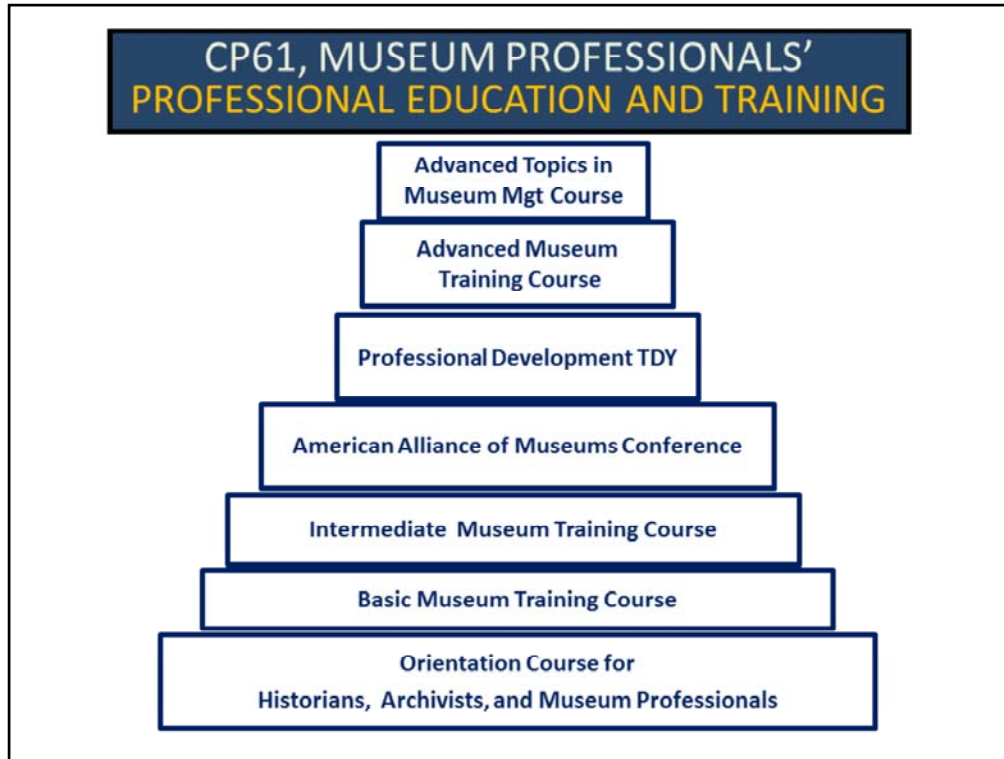 CP61, MUSEUM PROFESSIONALS’
PROFESSIONAL EDUCATION AND TRAINING
Advanced Topics in
Museum Mgt Course
Advanced Museum
Training Course
Professional Development TDY
American Alliance of Museums Conference
Intermediate Museum Training Course
Basic Museum Training Course
Orientation Course for
Historians, Archivists, and Museum Professionals